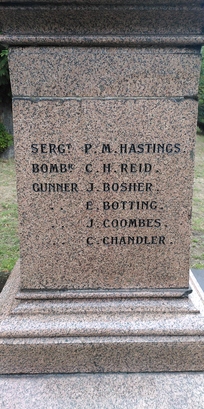 SERGT P. M. HASTINGS.
BOMBR C. H. REID.
GUNNER J. BOSHER.
. . E. BOTTING.
. . J. COOMBES.
. . C. CHANDLER.